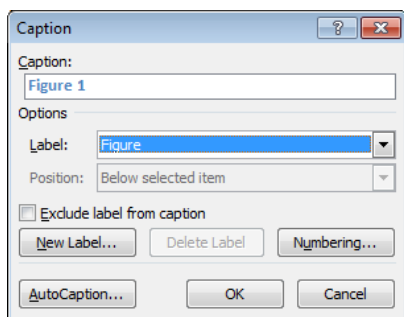 Caption
Caption:
Figure 1
Options
Label: Figure
Position: Below selected item
Exclude label from caption
New Label... Delete Label Numbering...
AutoCaption... OK Cancel